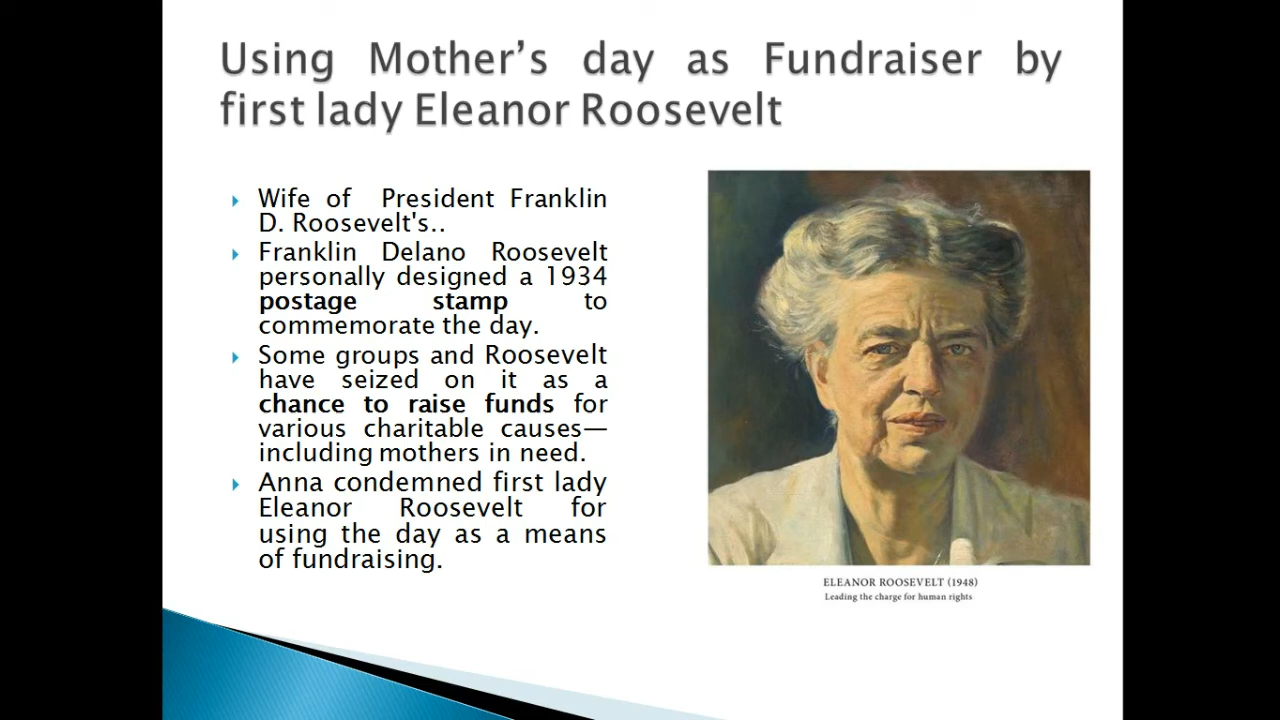 Using Mother’s day as Fundraiser by
first lady Eleanor Roosevelt
Wife of President Franklin
D. Roosevelt's..
Franklin Delano Roosevelt
personally designed a 1934
postage stamp to
commemorate the day.
Some groups and Roosevelt
have seized on it as a
chance to raise funds for
various charitable causes—
including mothers in need.
Anna condemned first lady
Eleanor Roosevelt for
using the day as a means
of fundraising.
ELEANOR ROOSEVELT (1948)
Leading the charge for human rights